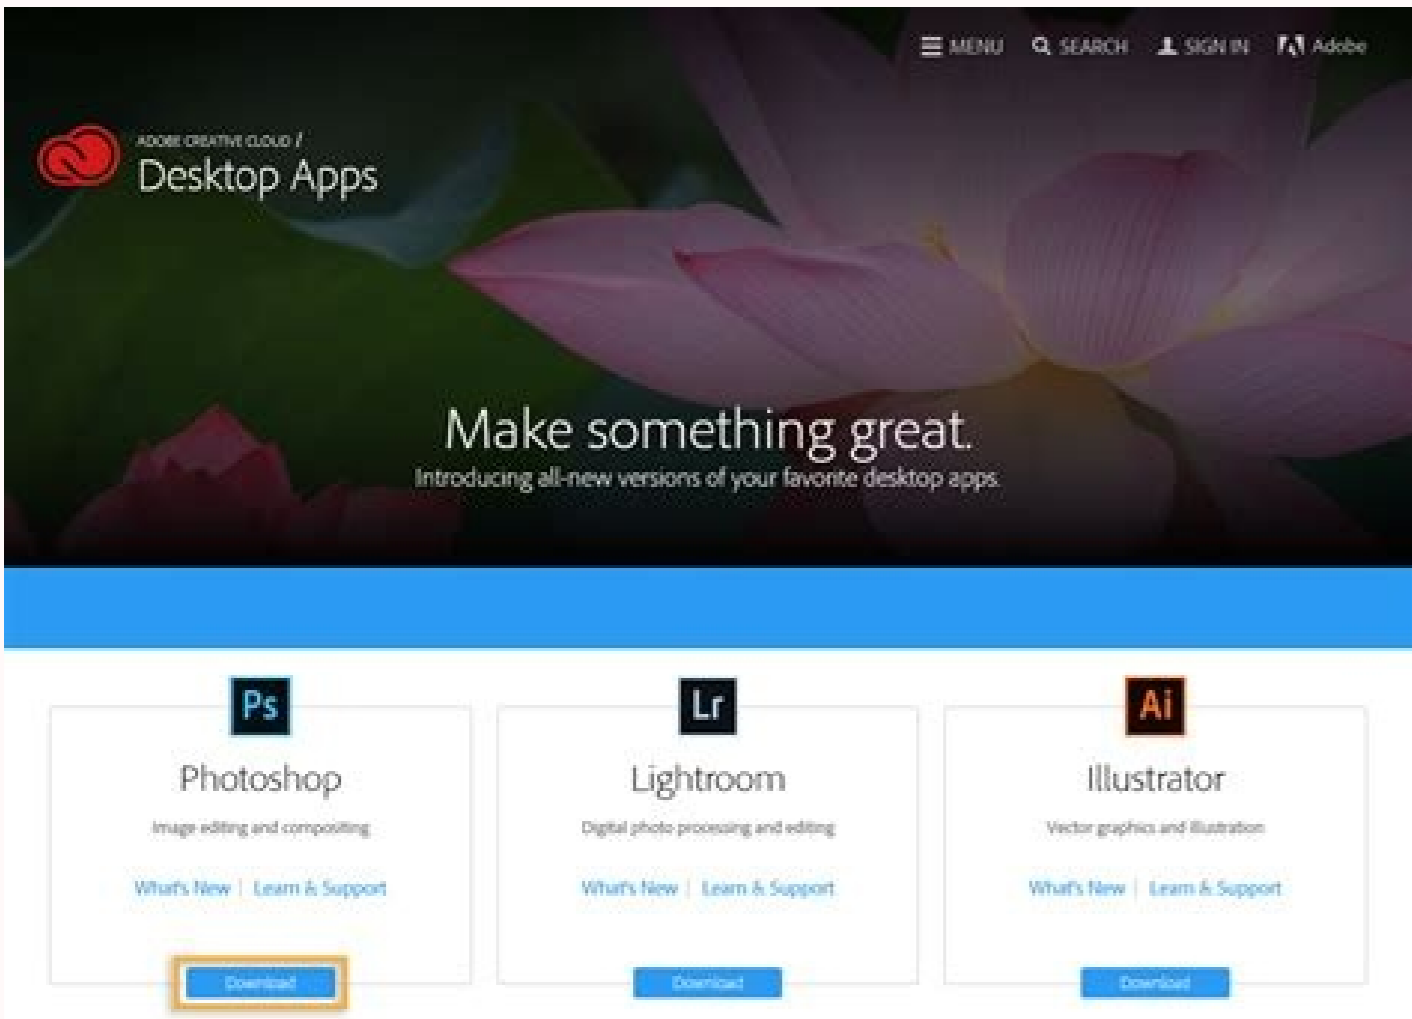 MENU SEARCH SIGN IN Adobe
ADOBE CREATIVE CLOUD /
Desktop Apps
Make something great.
Introducing all-new versions of your favorite desktop apps.
Ps
Lr
Ai
Photoshop
Lightroom
Illustrator
Image editing and compositing
Digital photo processing and editing
Vector graphics and illustration
What's New | Learn & Support
What's New | Learn & Support
What's New | Learn & Support
Download
Download
Download